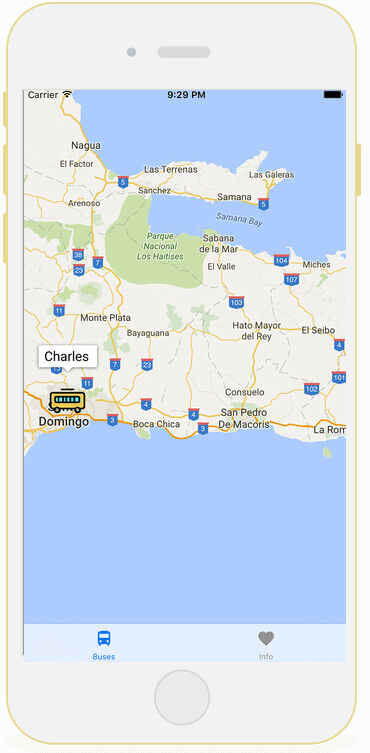 Carrier
9:29 PM
Nagua
El Factor
Las Terrenas
Las Galeras
5
Sanchez
Samana
5
Arenoso
Samana Bay
Parque
Nacional
Los Haitises
Sabana
de la Mar
38
7
23
El Valle
104
Miches
107
103
11
Monte Plata
Bayaguana
Hato Mayor
del Rey
El Seibo
4
Charles
7
23
11
101
102
Consuelo
4
Domingo
3
Boca Chica
4
San Pedro
De Macoris
3
La Rom
Buses
Info